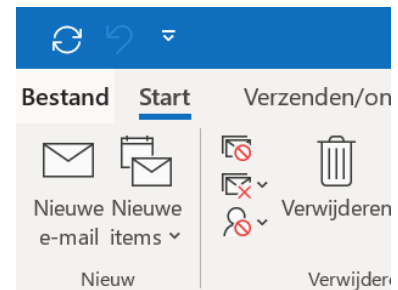 Bestand Start Verzenden/on
Nieuwe Nieuwe Verwijderen
e-mail items
Nieuw Verwijdere